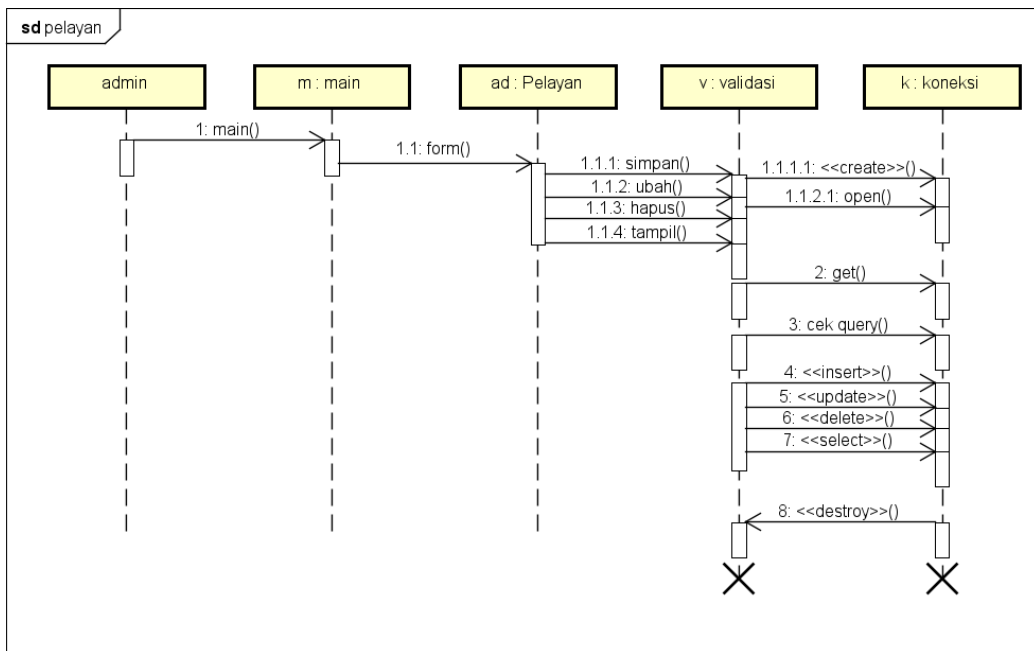 sd pelayan
admin
m : main
ad : Pelayan
v : validasi
k : koneksi
1: main()
1.1: form()
1.1.1: simpan()
1.1.1.1: <<create>>()
1.1.2: ubah()
1.1.2.1: open()
1.1.3: hapus()
1.1.4: tampil()
2: get()
3: cek query()
4: <<insert>>()
5: <<update>>()
6: <<delete>>()
7: <<select>>()
8: <<destroy>>()